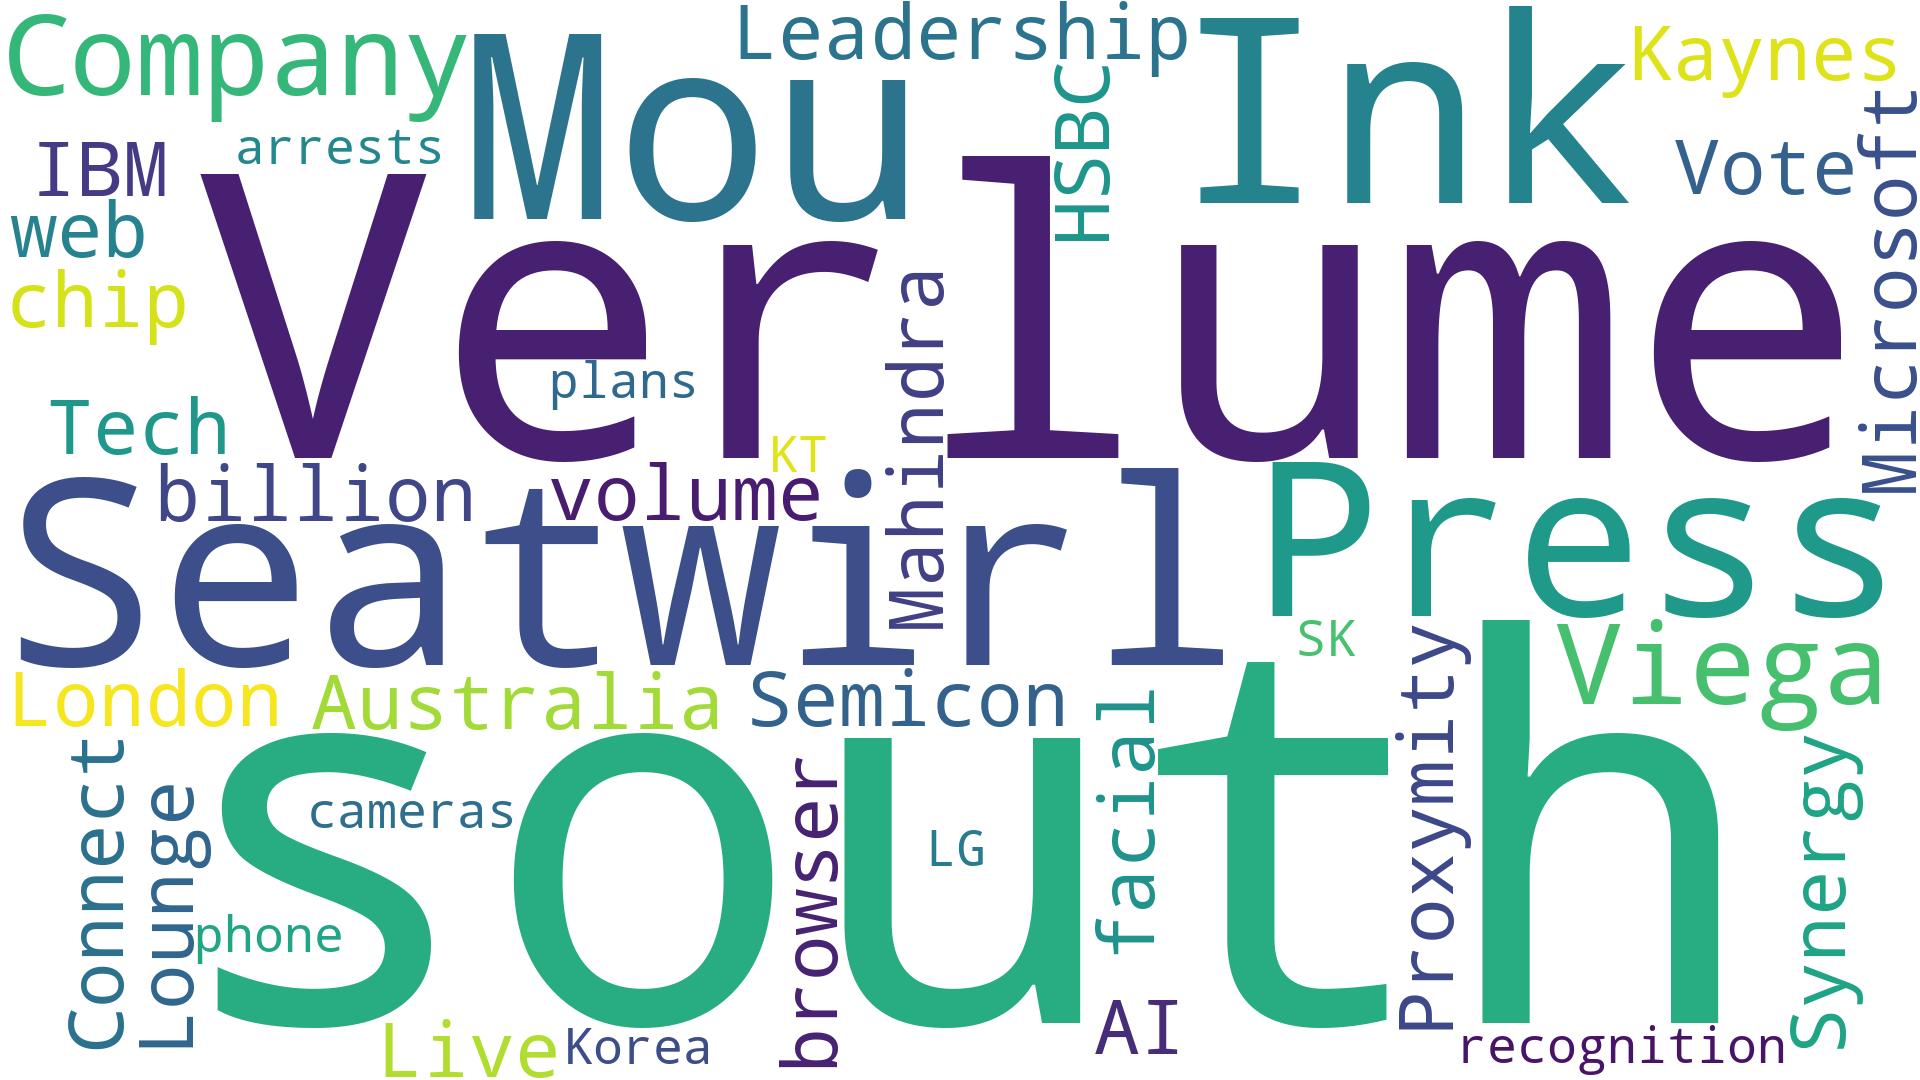 Company
Mou
Leadership
Ink
Kaynes
IBM
arrests
HSBC
Vote
Microsoft
web
Verlume
chip
plans
Mahindra
Tech
KT
billion
volume
Seatwirl
Press
SK
Viega
London
Australia
Semicon
south
Connect
Lounge
cameras
browser
LG
facial
Proxymity
Synergy
phone
Live
Korea
AI
recognition